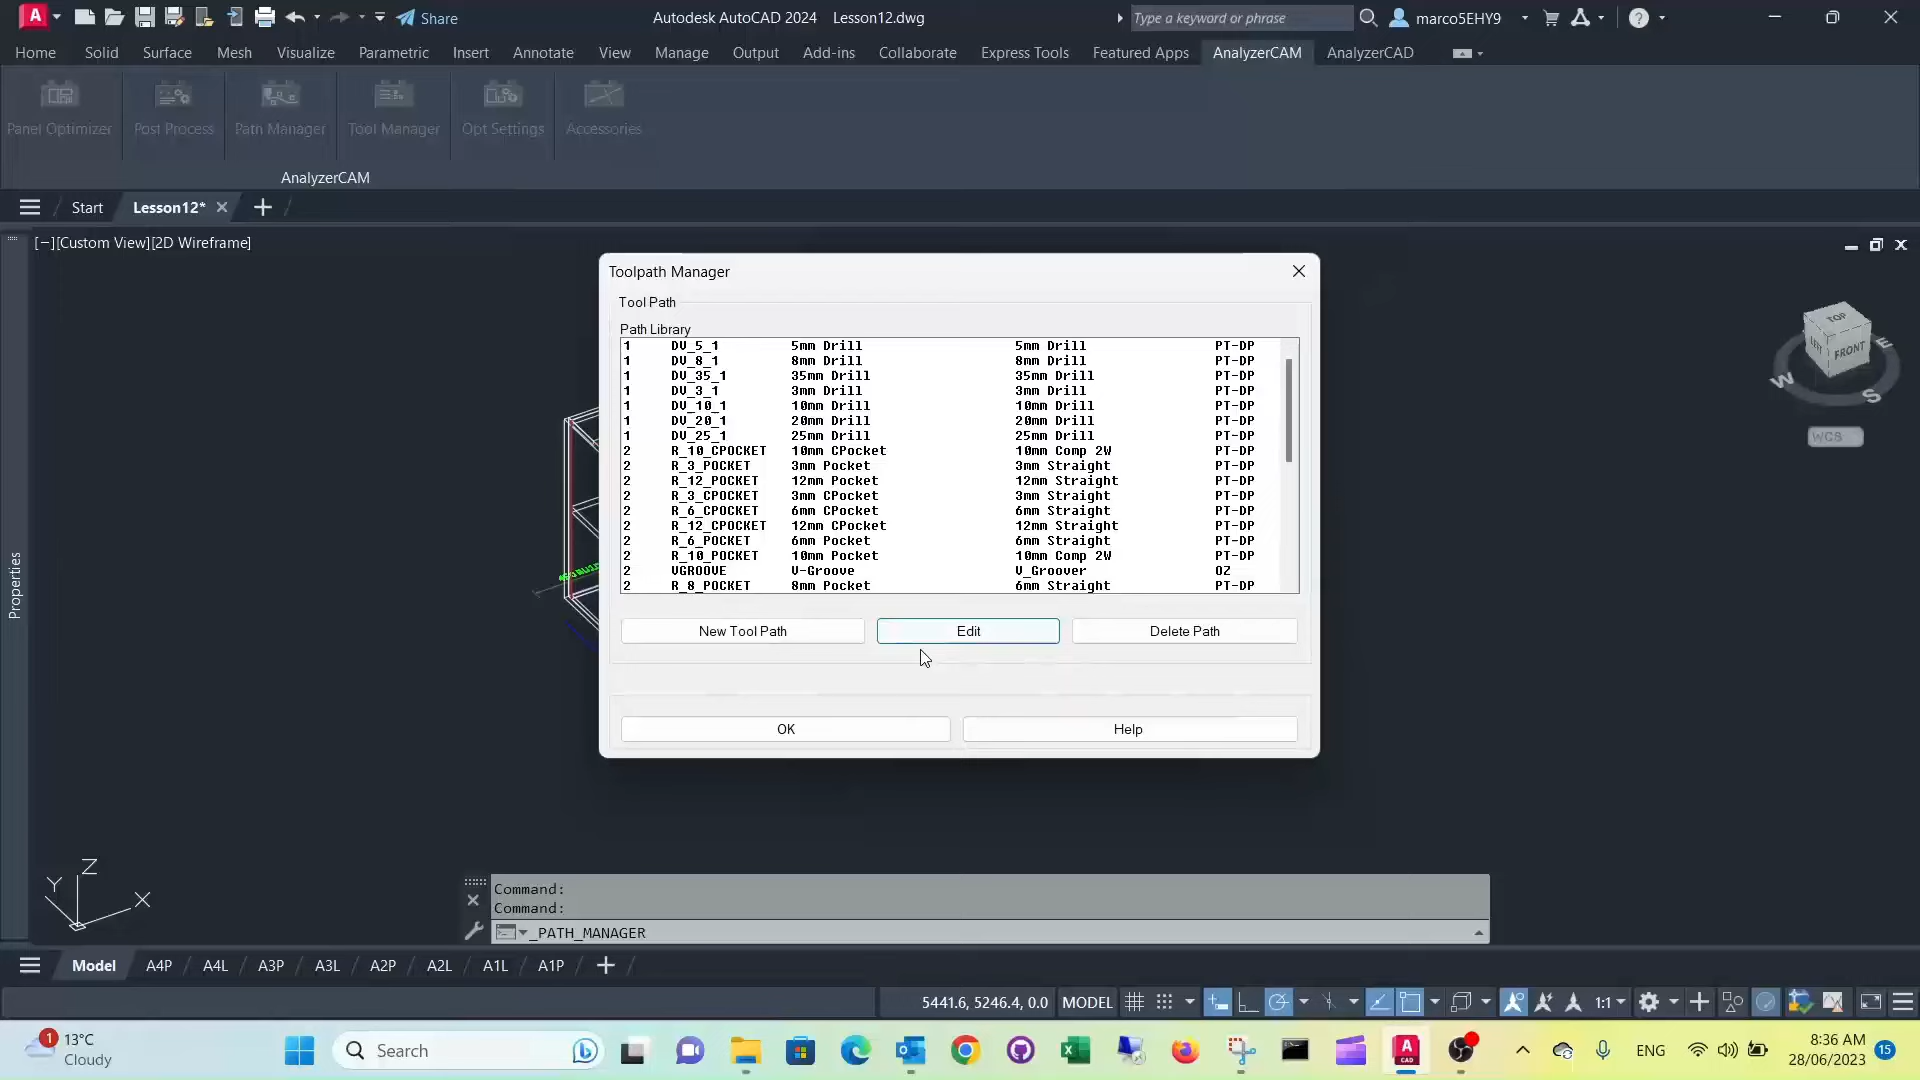 Share
Autodesk AutoCAD 2024 Lesson12.dwg
Type a keyword or phrase
marco5EHY9
Home Solid Surface Mesh Visualize Parametric Insert Annotate View Manage Output Add-ins Collaborate Express Tools Featured Apps AnalyzerCAM AnalyzerCAD
Panel Optimizer Post Process Path Manager Tool Manager Opt Settings Accessories
AnalyzerCAM
Start Lesson12*
[−][Custom View][2D Wireframe]
Toolpath Manager
Tool Path
Path Library
1 DV_5_1 5mm Drill 5mm Drill PT-DP
1 DV_8_1 8mm Drill 8mm Drill PT-DP
1 DV_35_1 35mm Drill 35mm Drill PT-DP
1 DV_3_1 3mm Drill 3mm Drill PT-DP
1 DV_10_1 10mm Drill 10mm Drill PT-DP
1 DV_20_1 20mm Drill 20mm Drill PT-DP
1 DV_25_1 25mm Drill 25mm Drill PT-DP
2 R_10_CPOCKET 10mm CPocket 10mm Comp 2W PT-DP
2 R_3_POCKET 3mm Pocket 3mm Straight PT-DP
2 R_12_POCKET 12mm Pocket 12mm Straight PT-DP
2 R_3_CPOCKET 3mm CPocket 3mm Straight PT-DP
2 R_6_CPOCKET 6mm CPocket 6mm Straight PT-DP
2 R_12_CPOCKET 12mm CPocket 12mm Straight PT-DP
2 R_6_POCKET 6mm Pocket 6mm Straight PT-DP
2 R_10_POCKET 10mm Pocket 10mm Comp 2W PT-DP
2 VGROOVE V-Groove V_Groover OZ
2 R_8_POCKET 8mm Pocket 6mm Straight PT-DP
New Tool Path Edit Delete Path
OK Help
TOP
LEFT FRONT
E
W
S
WCS
Properties
Z
Y
X
Command:
Command:
_PATH_MANAGER
Model A4P A4L A3P A3L A2P A2L A1L A1P
5441.6, 5246.4, 0.0 MODEL 1:1
1
13°C
Cloudy
Search
A
CAD
ENG
8:36 AM
28/06/2023
15